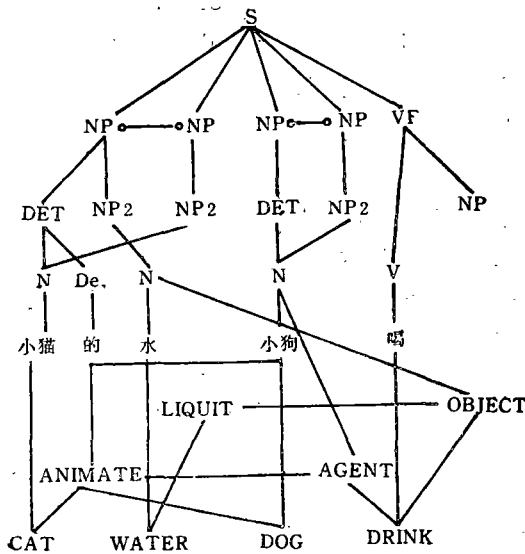 S
NP NP NP NP VF
DET NP2 NP2 DET NP2 NP
N De. N N V
小猫 的 水 小狗 喝
LIQUIT OBJECT
ANIMATE AGENT
CAT WATER DOG DRINK